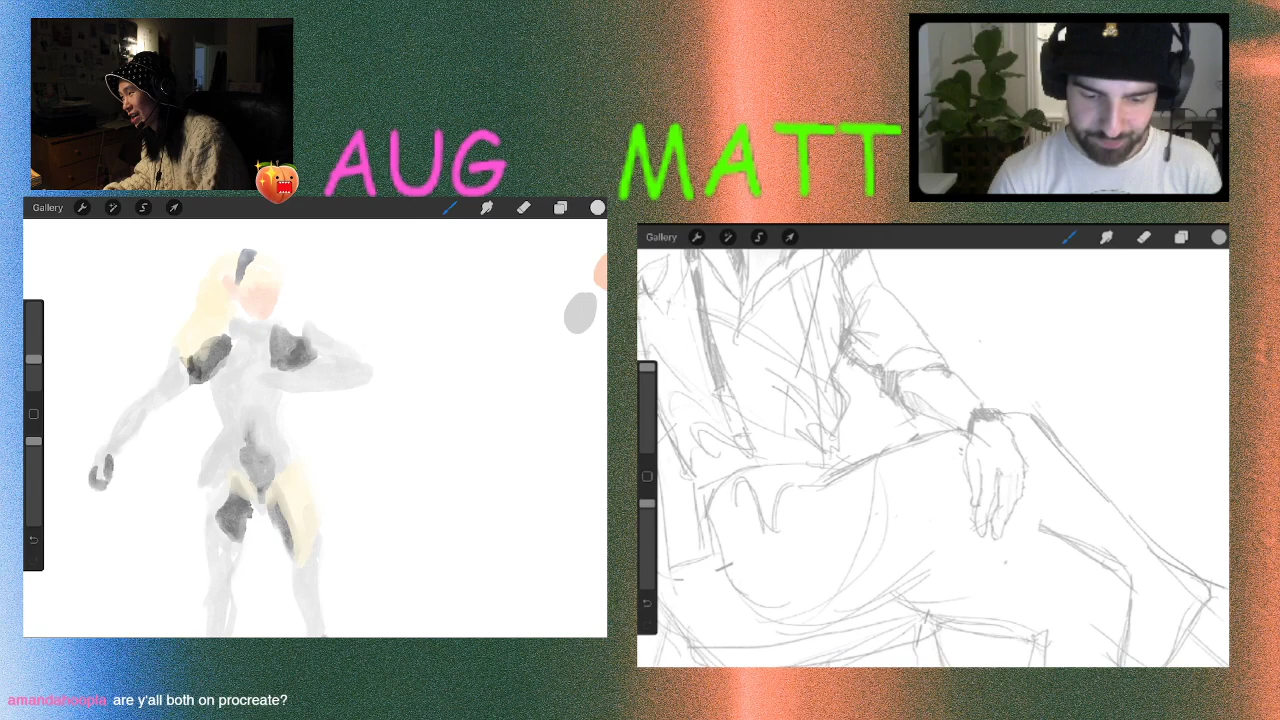 AUG
MATT
Gallery
Gallery
amandahoopla are y'all both on procreate?